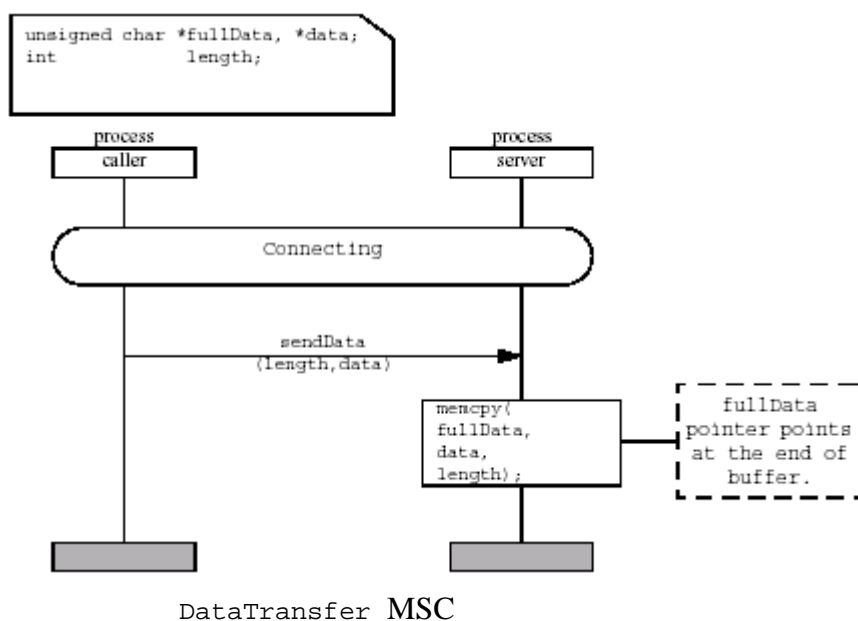 unsigned char *fullData, *data;
int length;
process
caller
process
server
Connecting
sendData
(length,data)
memcpy(
fullData,
data,
length);
fullData
pointer points
at the end of
buffer.
DataTransfer MSC